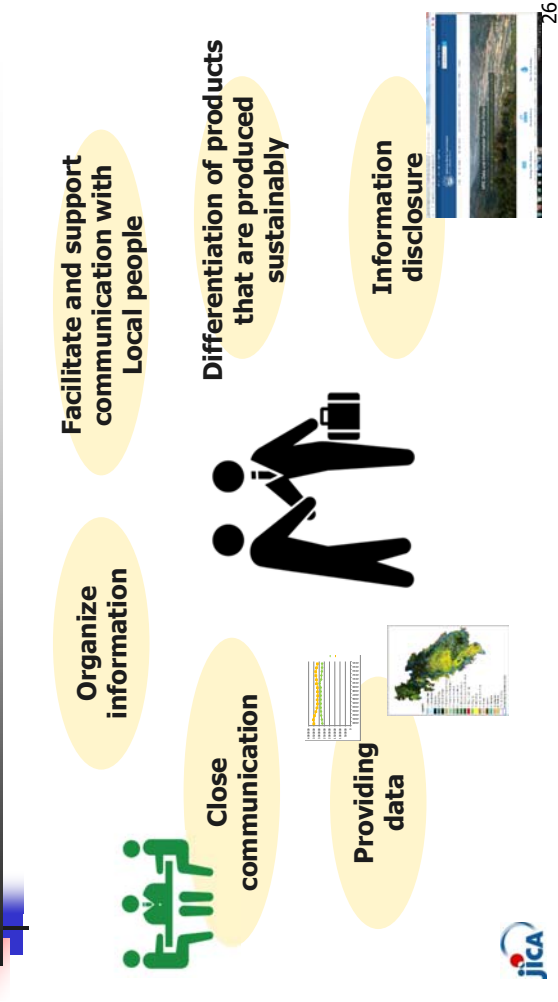 Organize
information
Facilitate and support
communication with
Local people
Close
communication
Differentiation of products
that are produced
sustainably
Providing
data
Information
disclosure
JICA
26